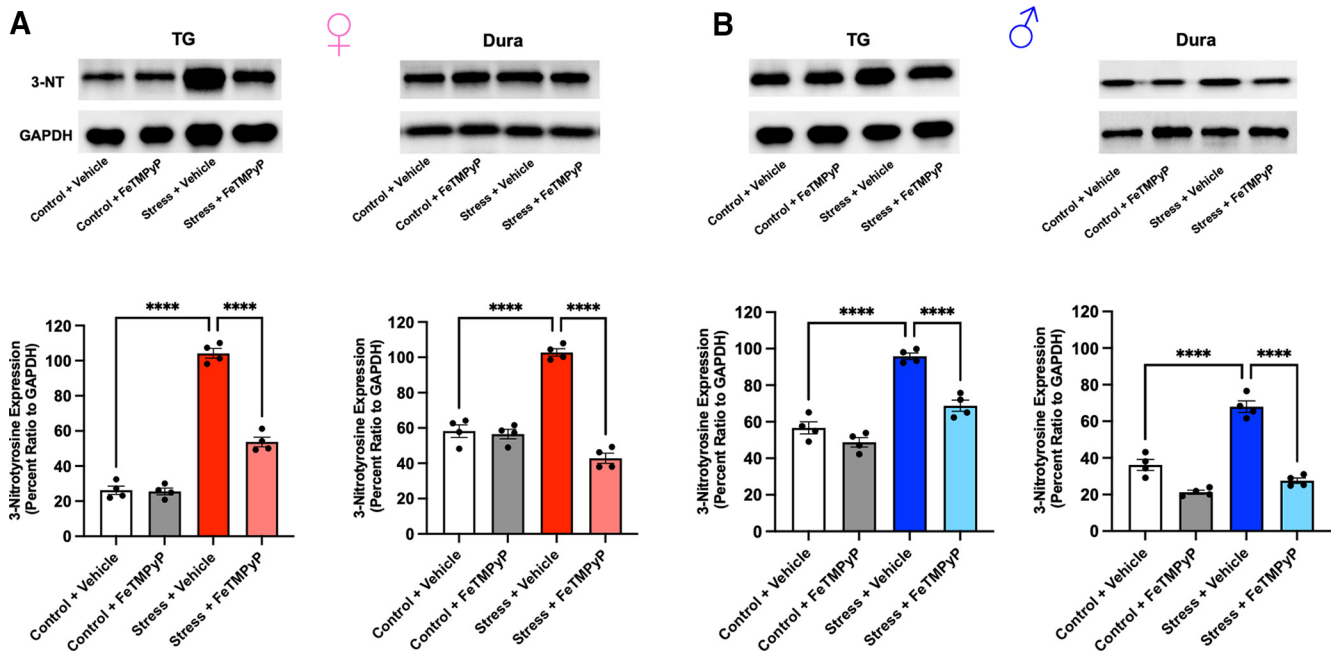 A
TG
♀
Dura
3-NT
GAPDH
Control + Vehicle
Control + FeTMPyP
Stress + Vehicle
Stress + FeTMPyP
Control + Vehicle
Control + FeTMPyP
Stress + Vehicle
Stress + FeTMPyP
3-Nitrotyrosine Expression
(Percent Ratio to GAPDH)
120
100
80
60
40
20
0
****
****
Control + Vehicle
Control + FeTMPyP
Stress + Vehicle
Stress + FeTMPyP
3-Nitrotyrosine Expression
(Percent Ratio to GAPDH)
120
100
80
60
40
20
0
****
****
Control + Vehicle
Control + FeTMPyP
Stress + Vehicle
Stress + FeTMPyP
B
TG
♂
Dura
Control + Vehicle
Control + FeTMPyP
Stress + Vehicle
Stress + FeTMPyP
Control + Vehicle
Control + FeTMPyP
Stress + Vehicle
Stress + FeTMPyP
3-Nitrotyrosine Expression
(Percent Ratio to GAPDH)
120
100
80
60
40
20
0
****
****
Control + Vehicle
Control + FeTMPyP
Stress + Vehicle
Stress + FeTMPyP
3-Nitrotyrosine Expression
(Percent Ratio to GAPDH)
120
100
80
60
40
20
0
****
****
Control + Vehicle
Control + FeTMPyP
Stress + Vehicle
Stress + FeTMPyP